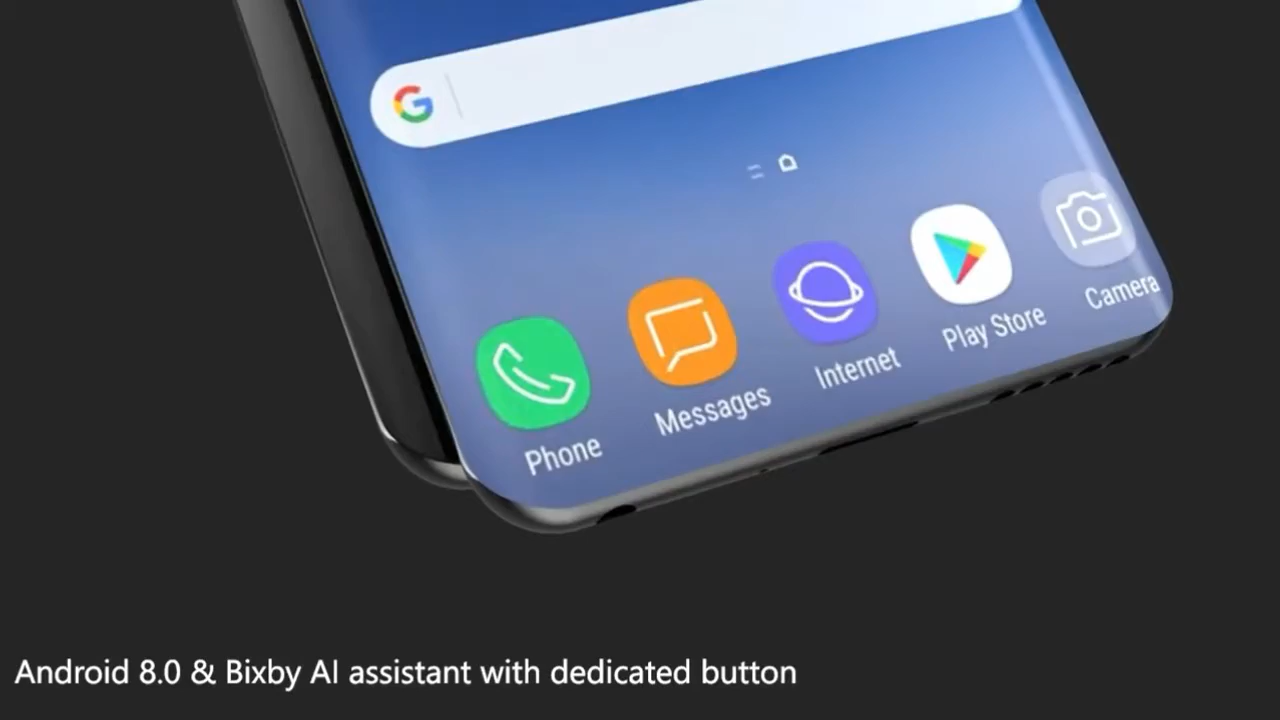 G
Phone
Messages
Internet
Play Store
Camera
Android 8.0 & Bixby AI assistant with dedicated button